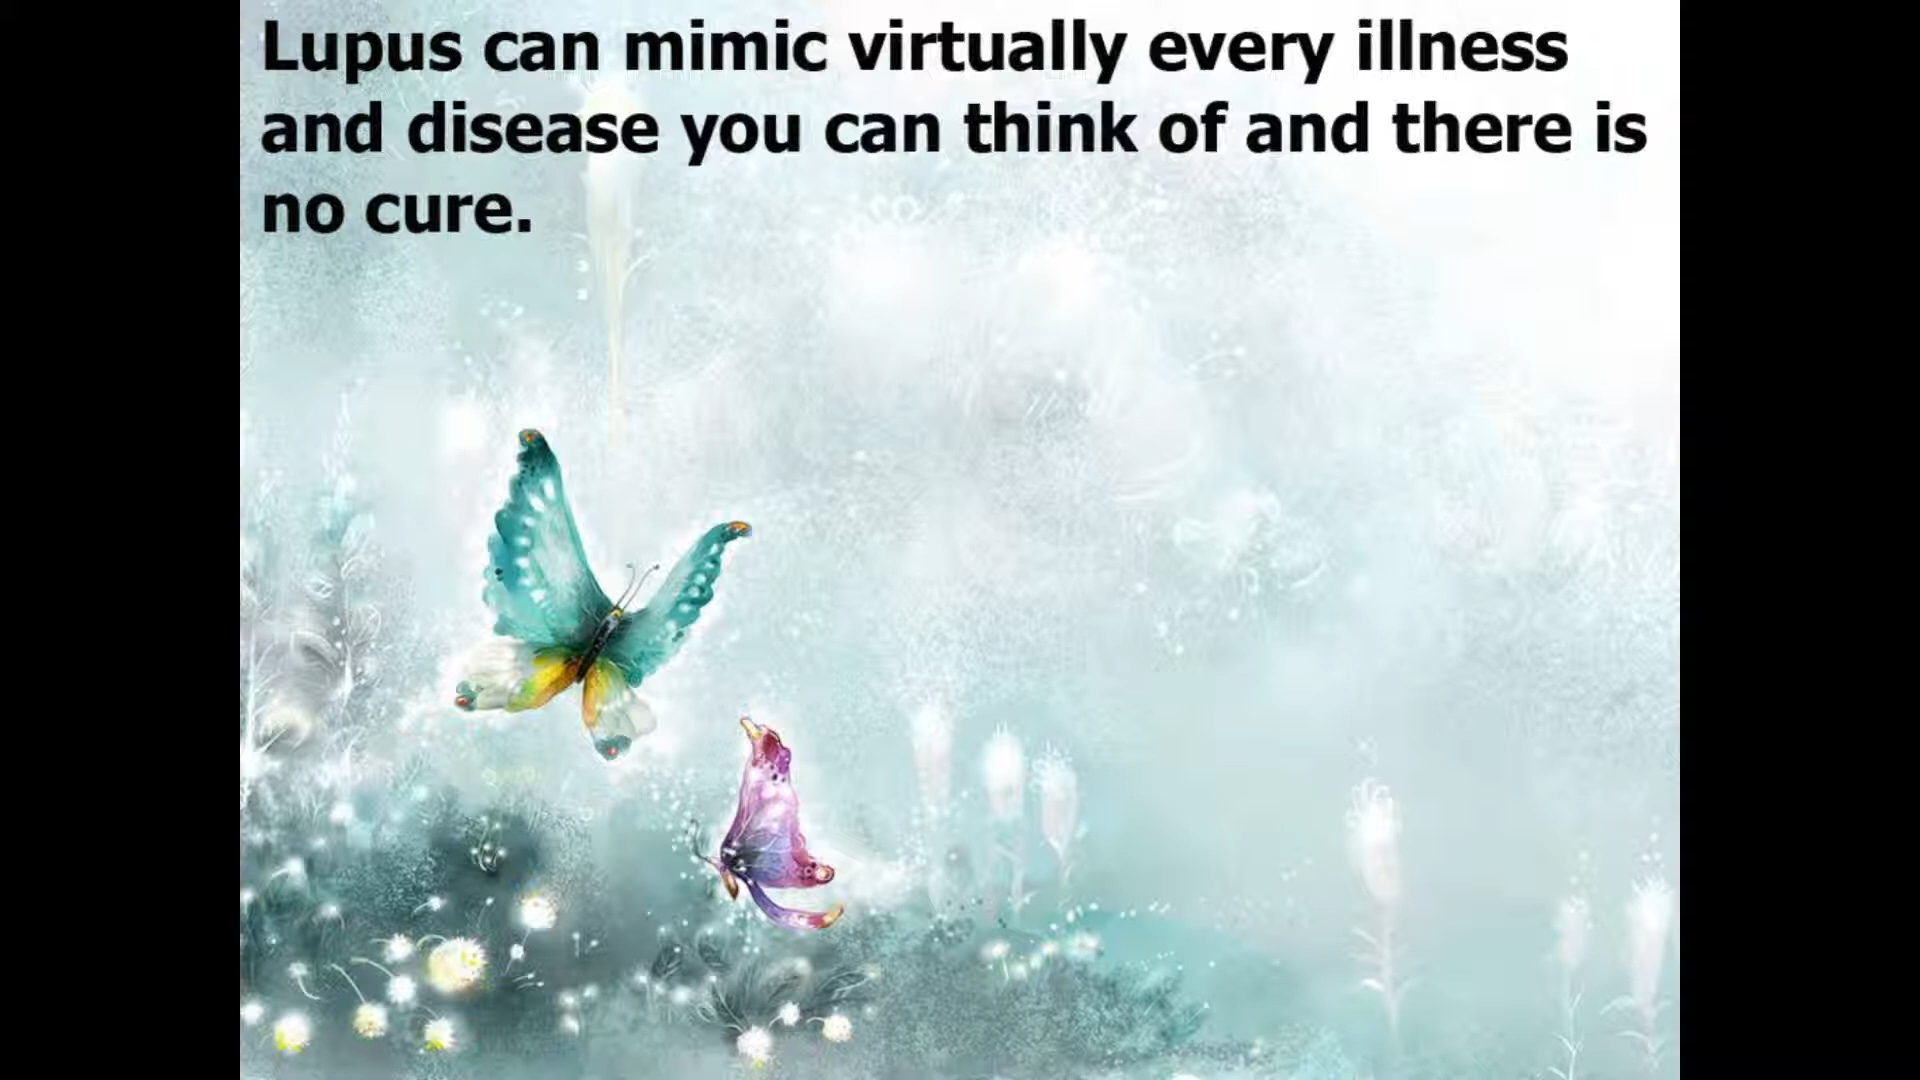 Lupus can mimic virtually every illness
and disease you can think of and there is
no cure.